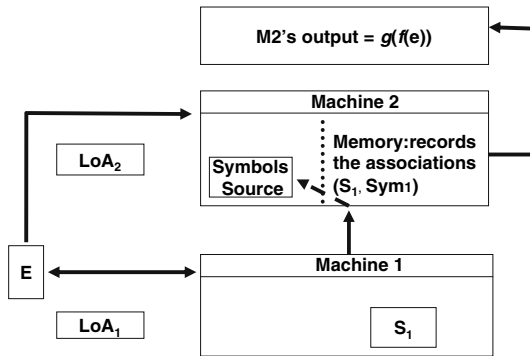 M2's output = g(f(e))
Machine 2
LoA2
Symbols
Source
Memory:records
the associations
(S1, Sym1)
E
Machine 1
LoA1
S1